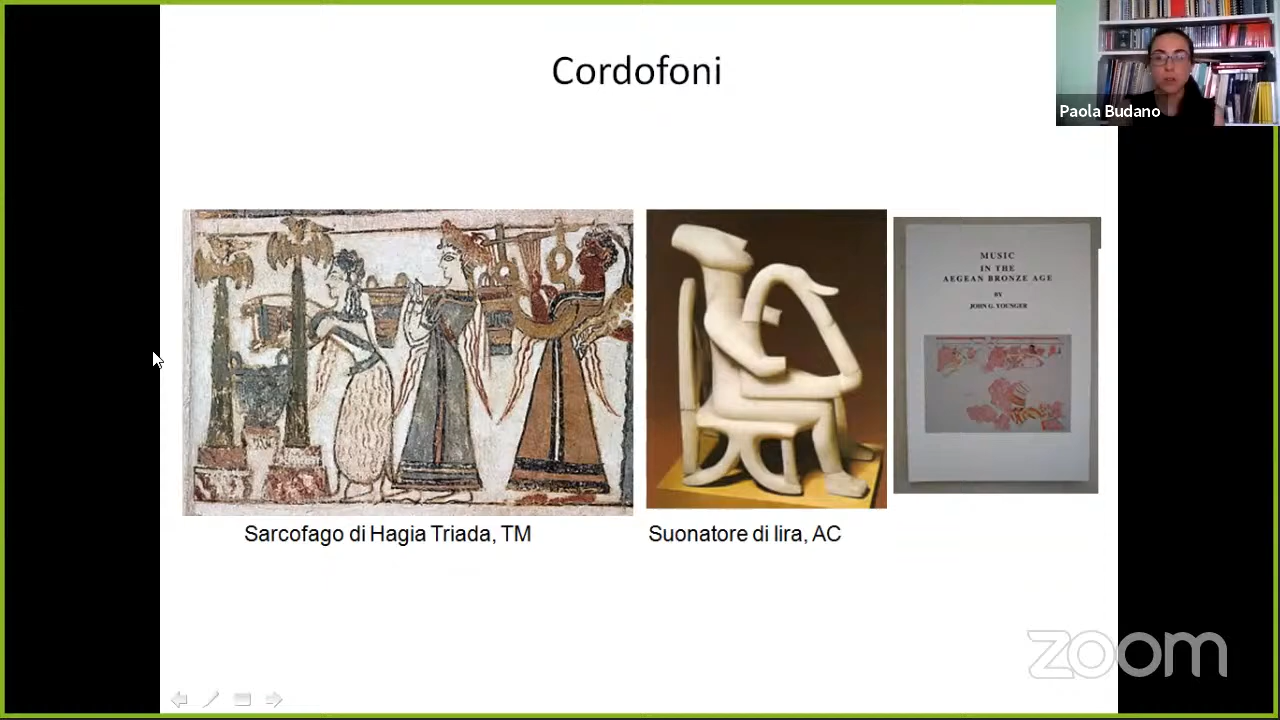 Cordofoni
Paola Budano
MUSIC
IN THE
AEGEAN BRONZE AGE
BY
JOHN G. YOUNGER
Sarcofago di Hagia Triada, TM
Suonatore di lira, AC
zoom